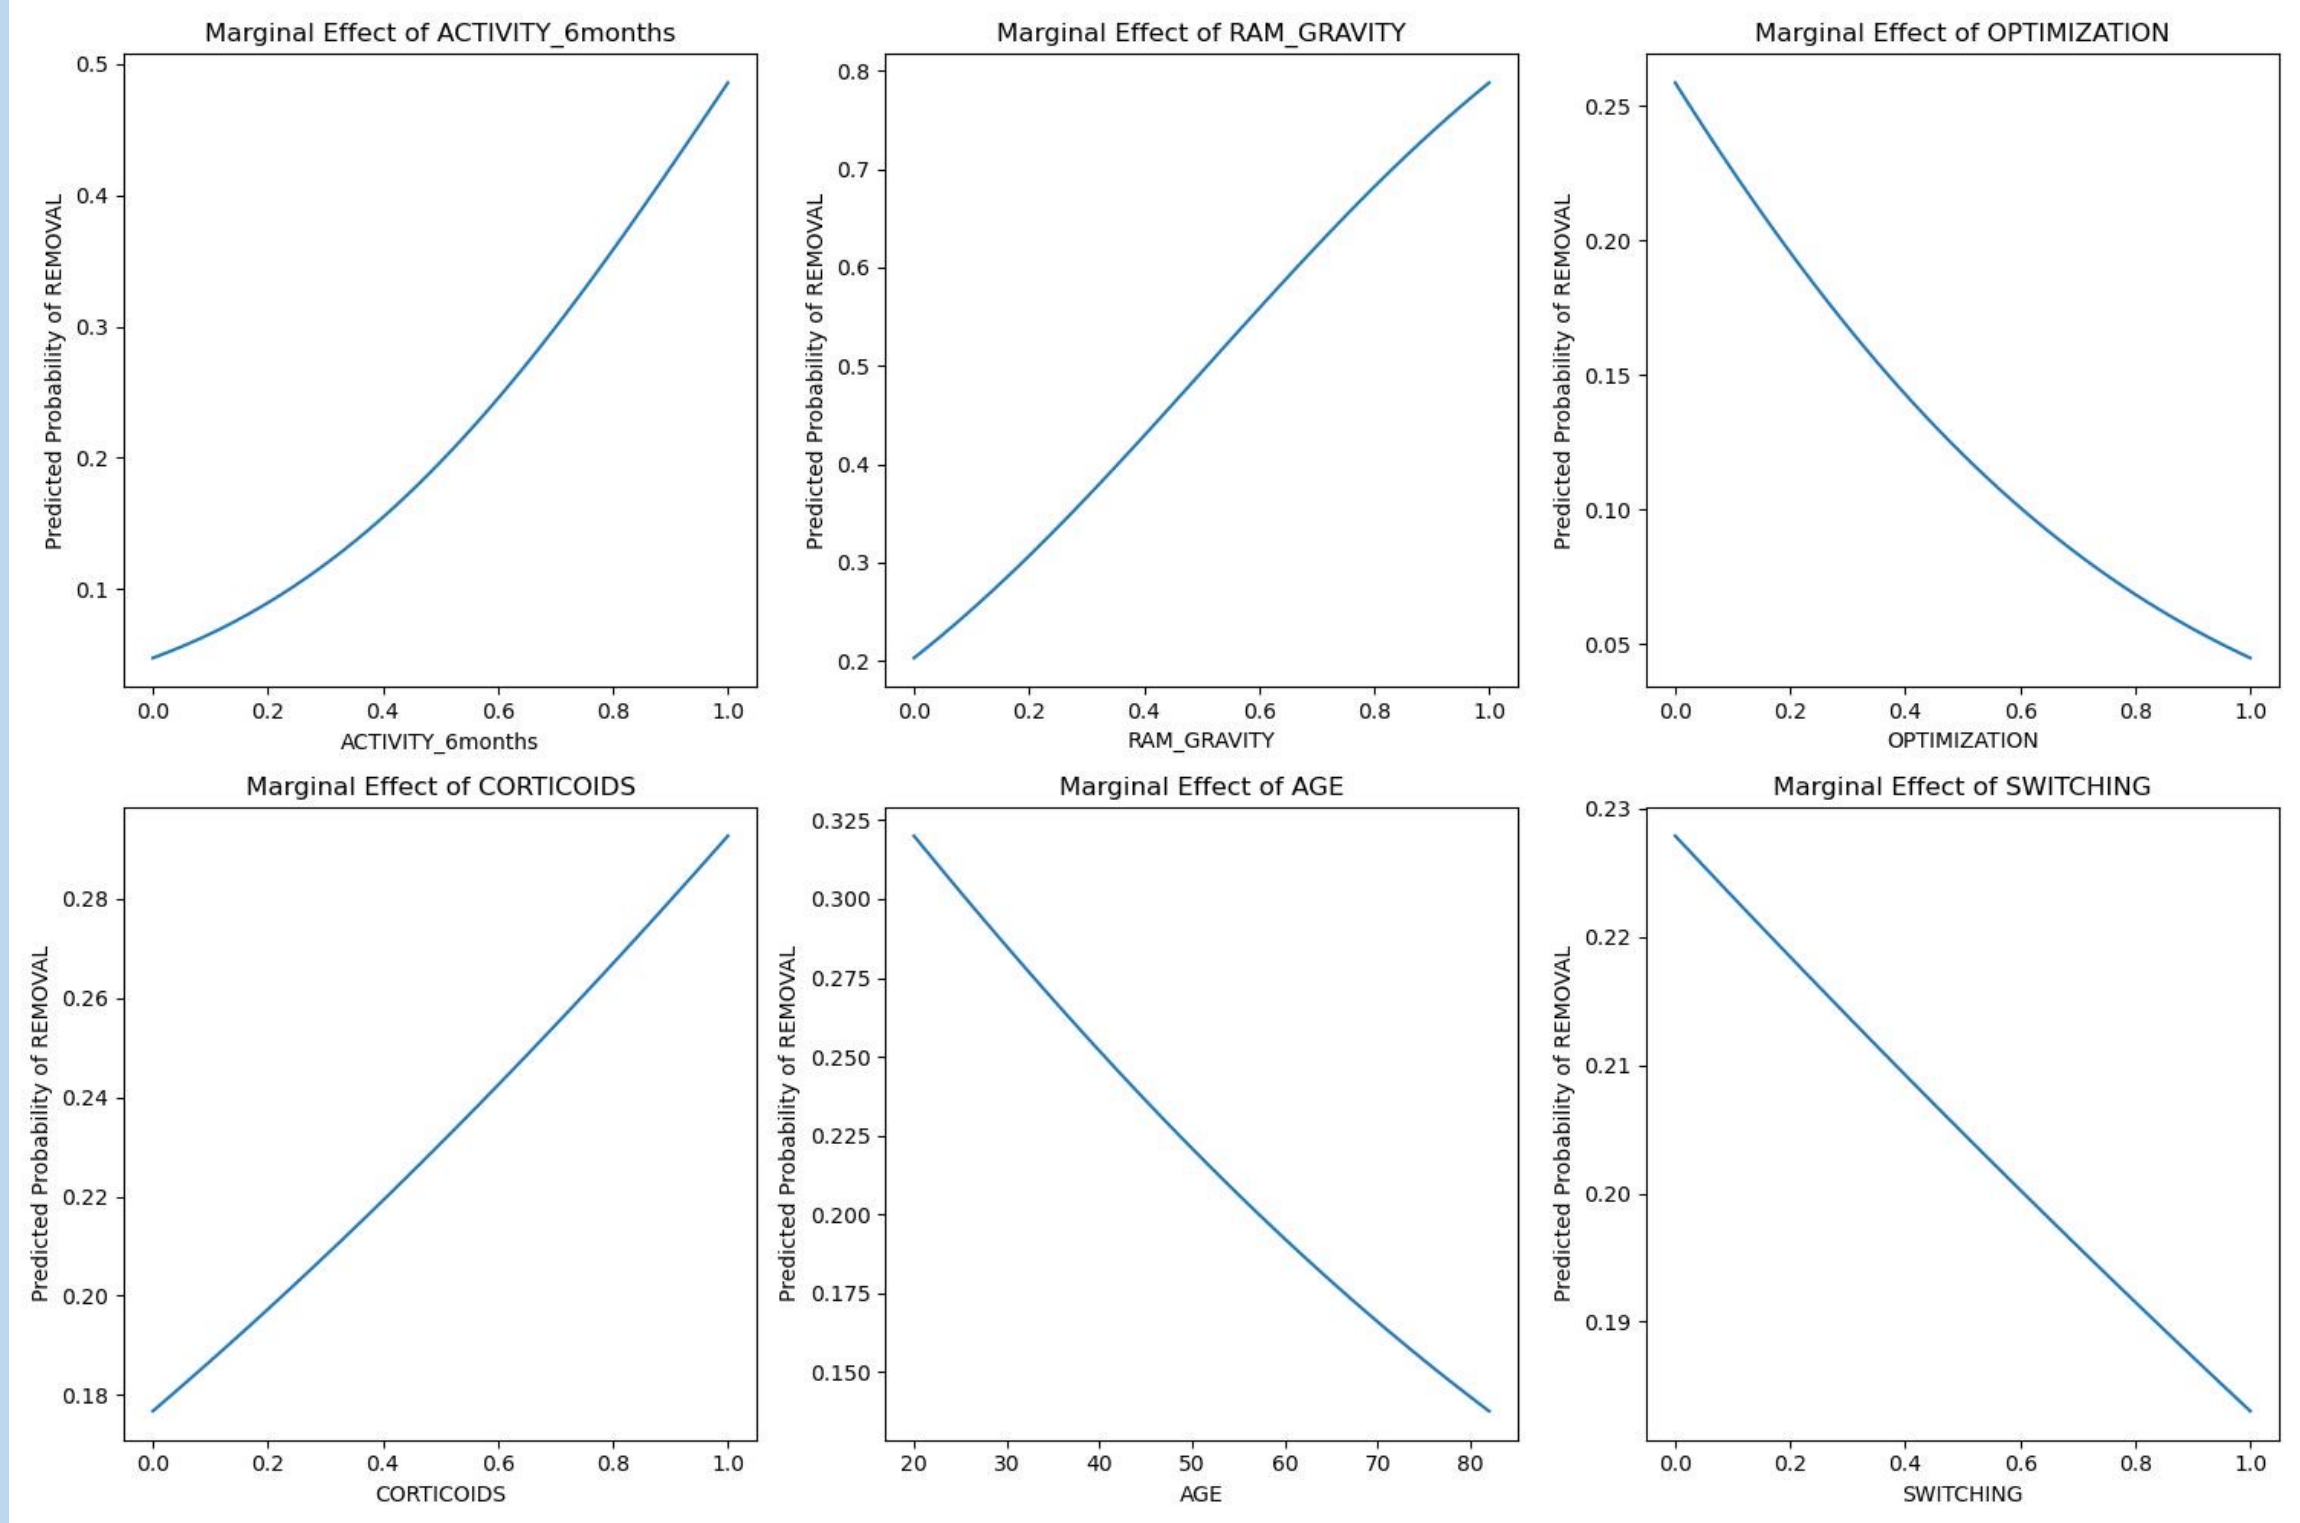 Marginal Effect of ACTIVITY_6months
Predicted Probability of REMOVAL
0.5
0.4
0.3
0.2
0.1
0.0 0.2 0.4 0.6 0.8 1.0
ACTIVITY_6months
Marginal Effect of RAM_GRAVITY
Predicted Probability of REMOVAL
0.8
0.7
0.6
0.5
0.4
0.3
0.2
0.0 0.2 0.4 0.6 0.8 1.0
RAM_GRAVITY
Marginal Effect of OPTIMIZATION
Predicted Probability of REMOVAL
0.25
0.20
0.15
0.10
0.05
0.0 0.2 0.4 0.6 0.8 1.0
OPTIMIZATION
Marginal Effect of CORTICOIDS
Predicted Probability of REMOVAL
0.28
0.26
0.24
0.22
0.20
0.18
0.0 0.2 0.4 0.6 0.8 1.0
CORTICOIDS
Marginal Effect of AGE
Predicted Probability of REMOVAL
0.325
0.300
0.275
0.250
0.225
0.200
0.175
0.150
20 30 40 50 60 70 80
AGE
Marginal Effect of SWITCHING
Predicted Probability of REMOVAL
0.23
0.22
0.21
0.20
0.19
0.0 0.2 0.4 0.6 0.8 1.0
SWITCHING